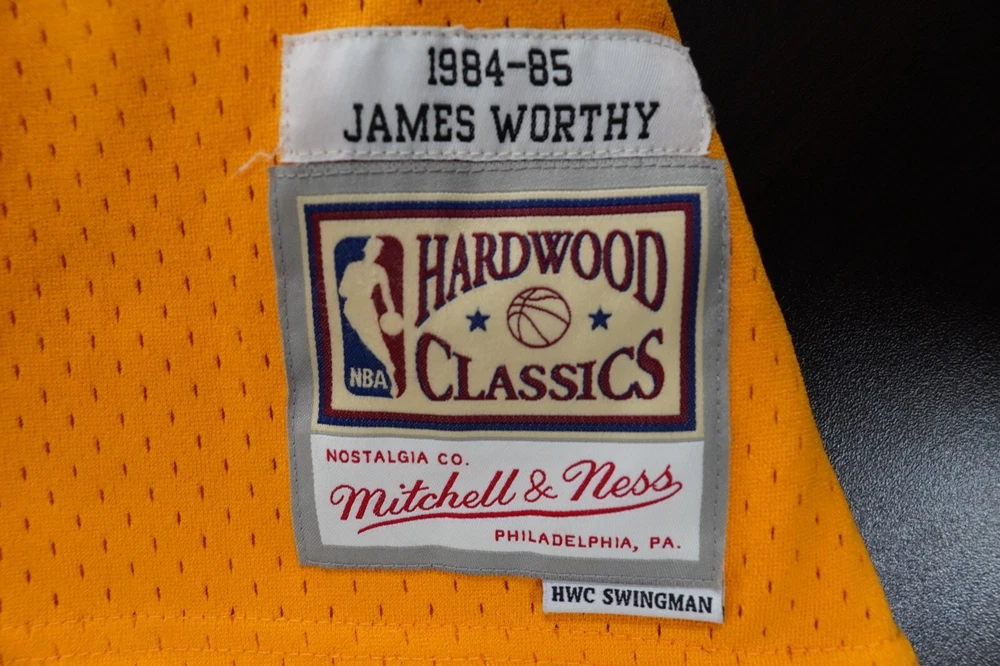 1984-85
JAMES WORTHY
HARDWOOD
CLASSICS
NBA
NOSTALGIA CO.
Mitchell & Ness
PHILADELPHIA, PA.
HWC SWINGMAN